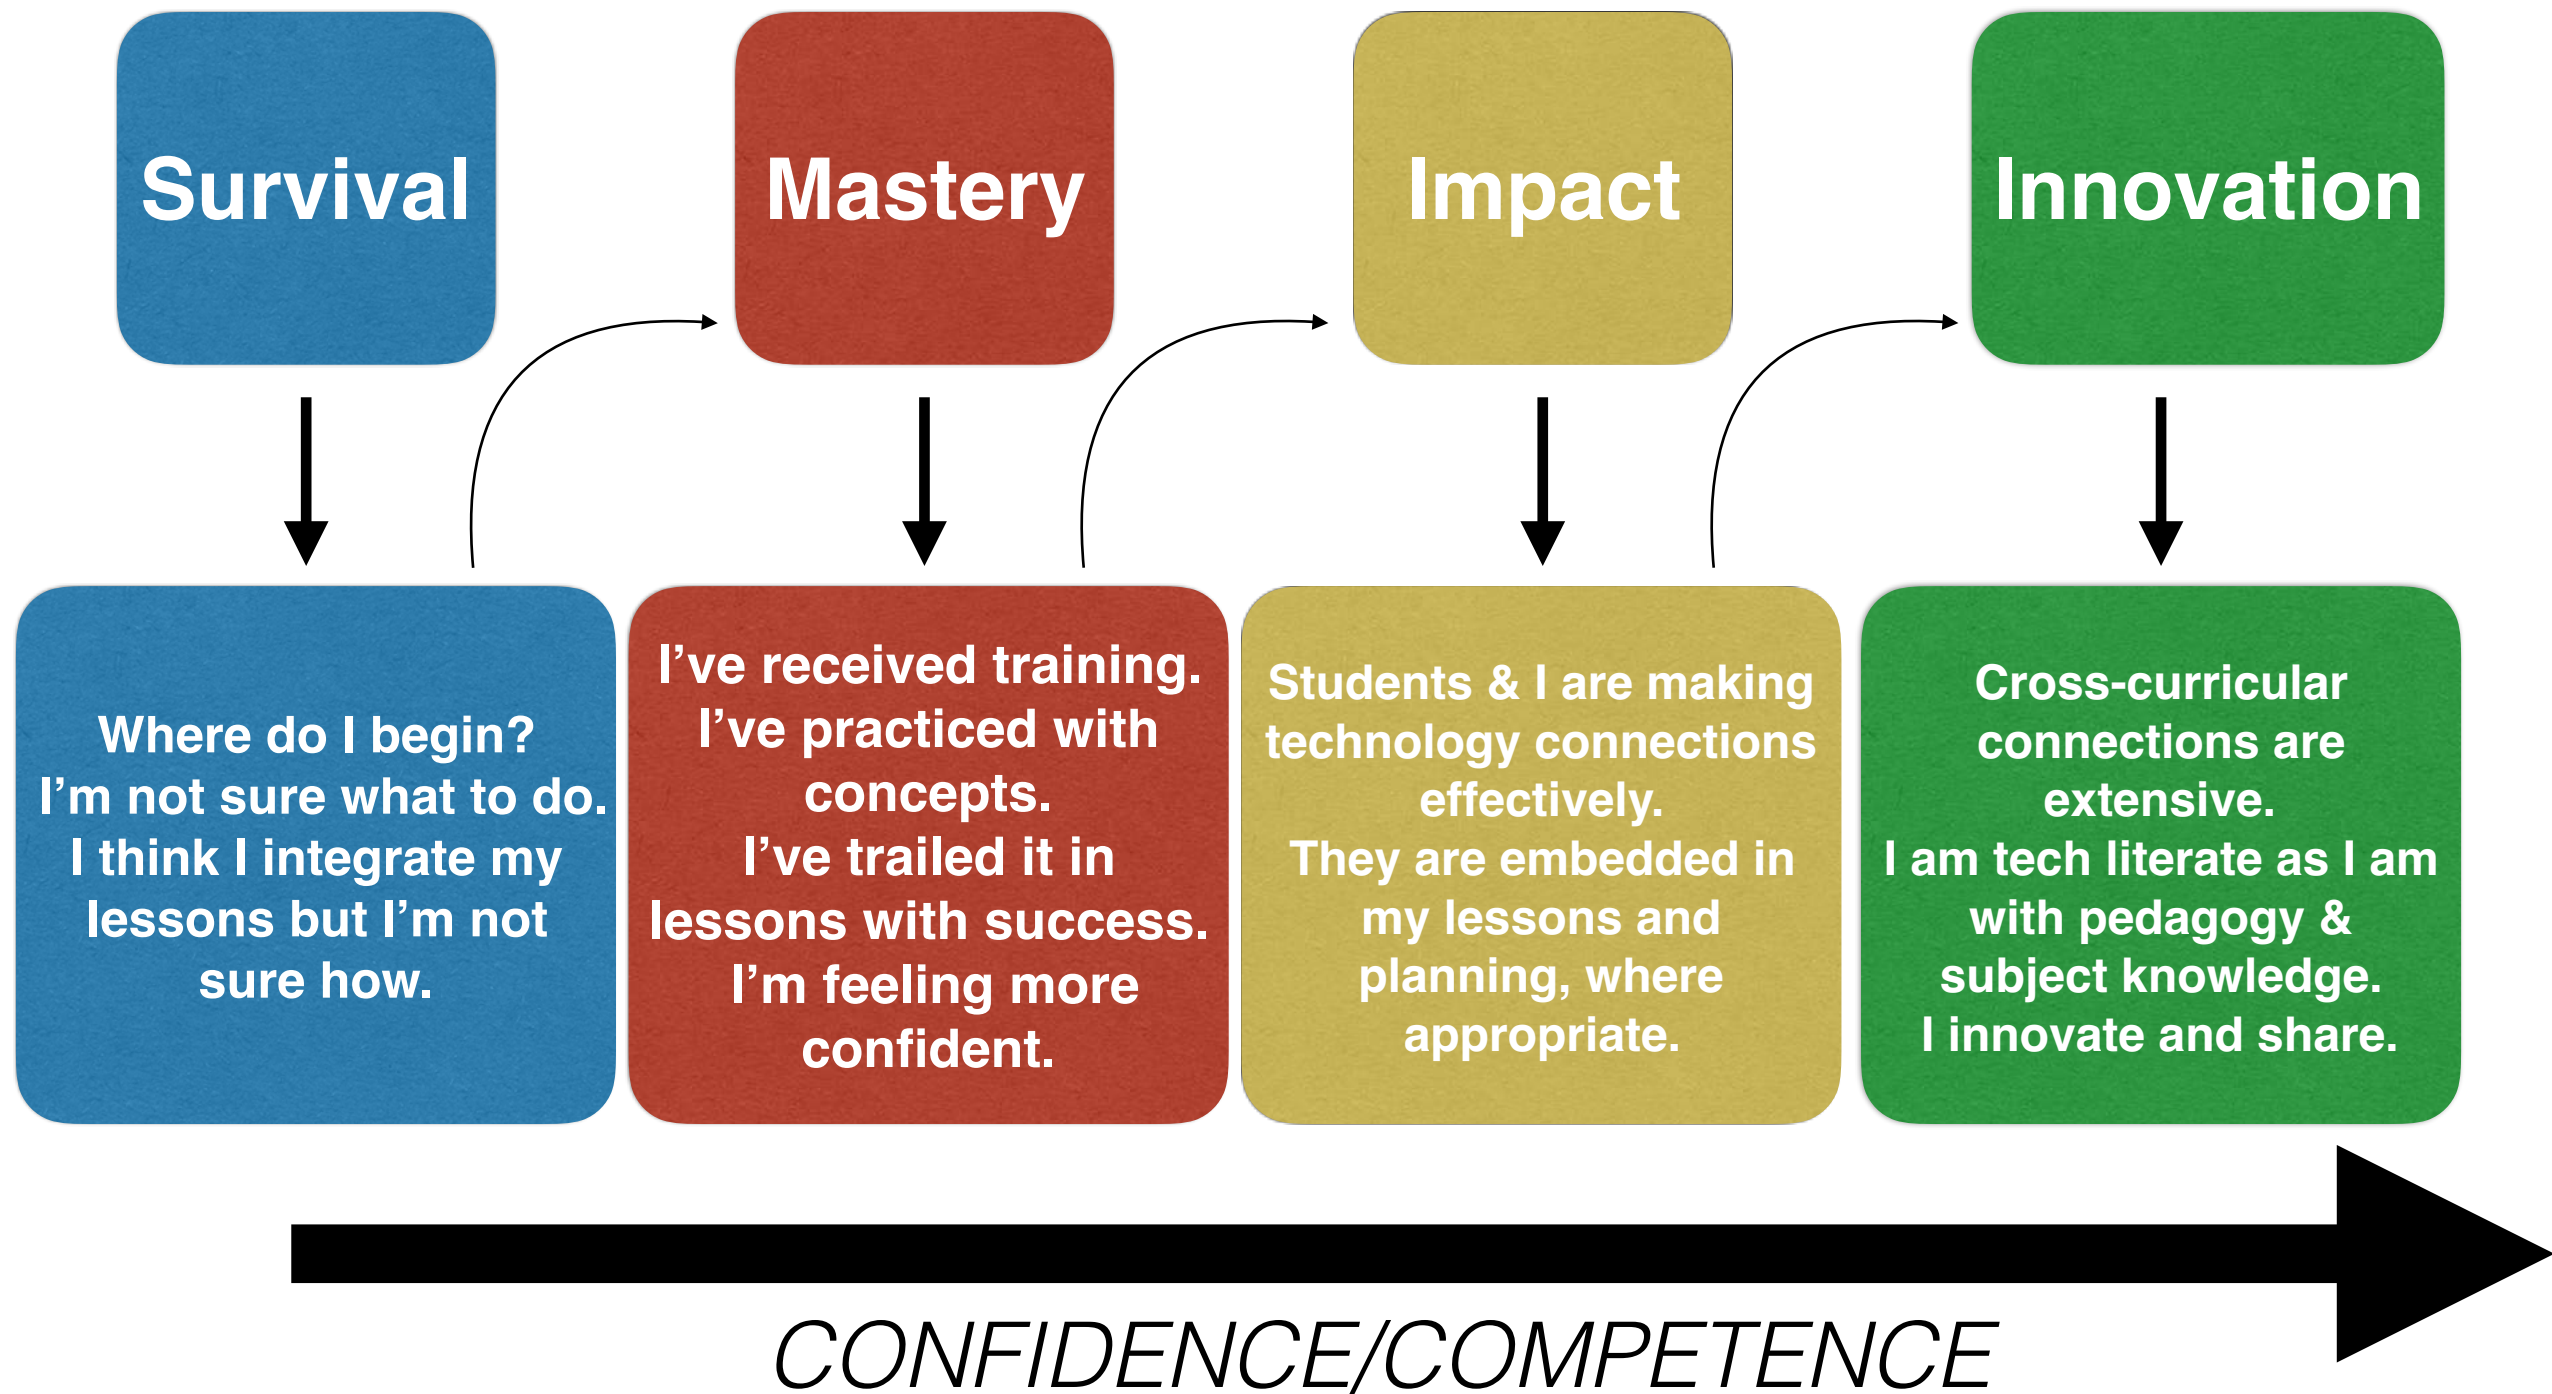 Survival
Mastery
Impact
Innovation
Where do I begin?
I'm not sure what to do.
I think I integrate my
lessons but I'm not
sure how.
I've received training.
I've practiced with
concepts.
I've trailed it in
lessons with success.
I'm feeling more
confident.
Students & I are making
technology connections
effectively.
They are embedded in
my lessons and
planning, where
appropriate.
Cross-curricular
connections are
extensive.
I am tech literate as I am
with pedagogy &
subject knowledge.
I innovate and share.
CONFIDENCE/COMPETENCE